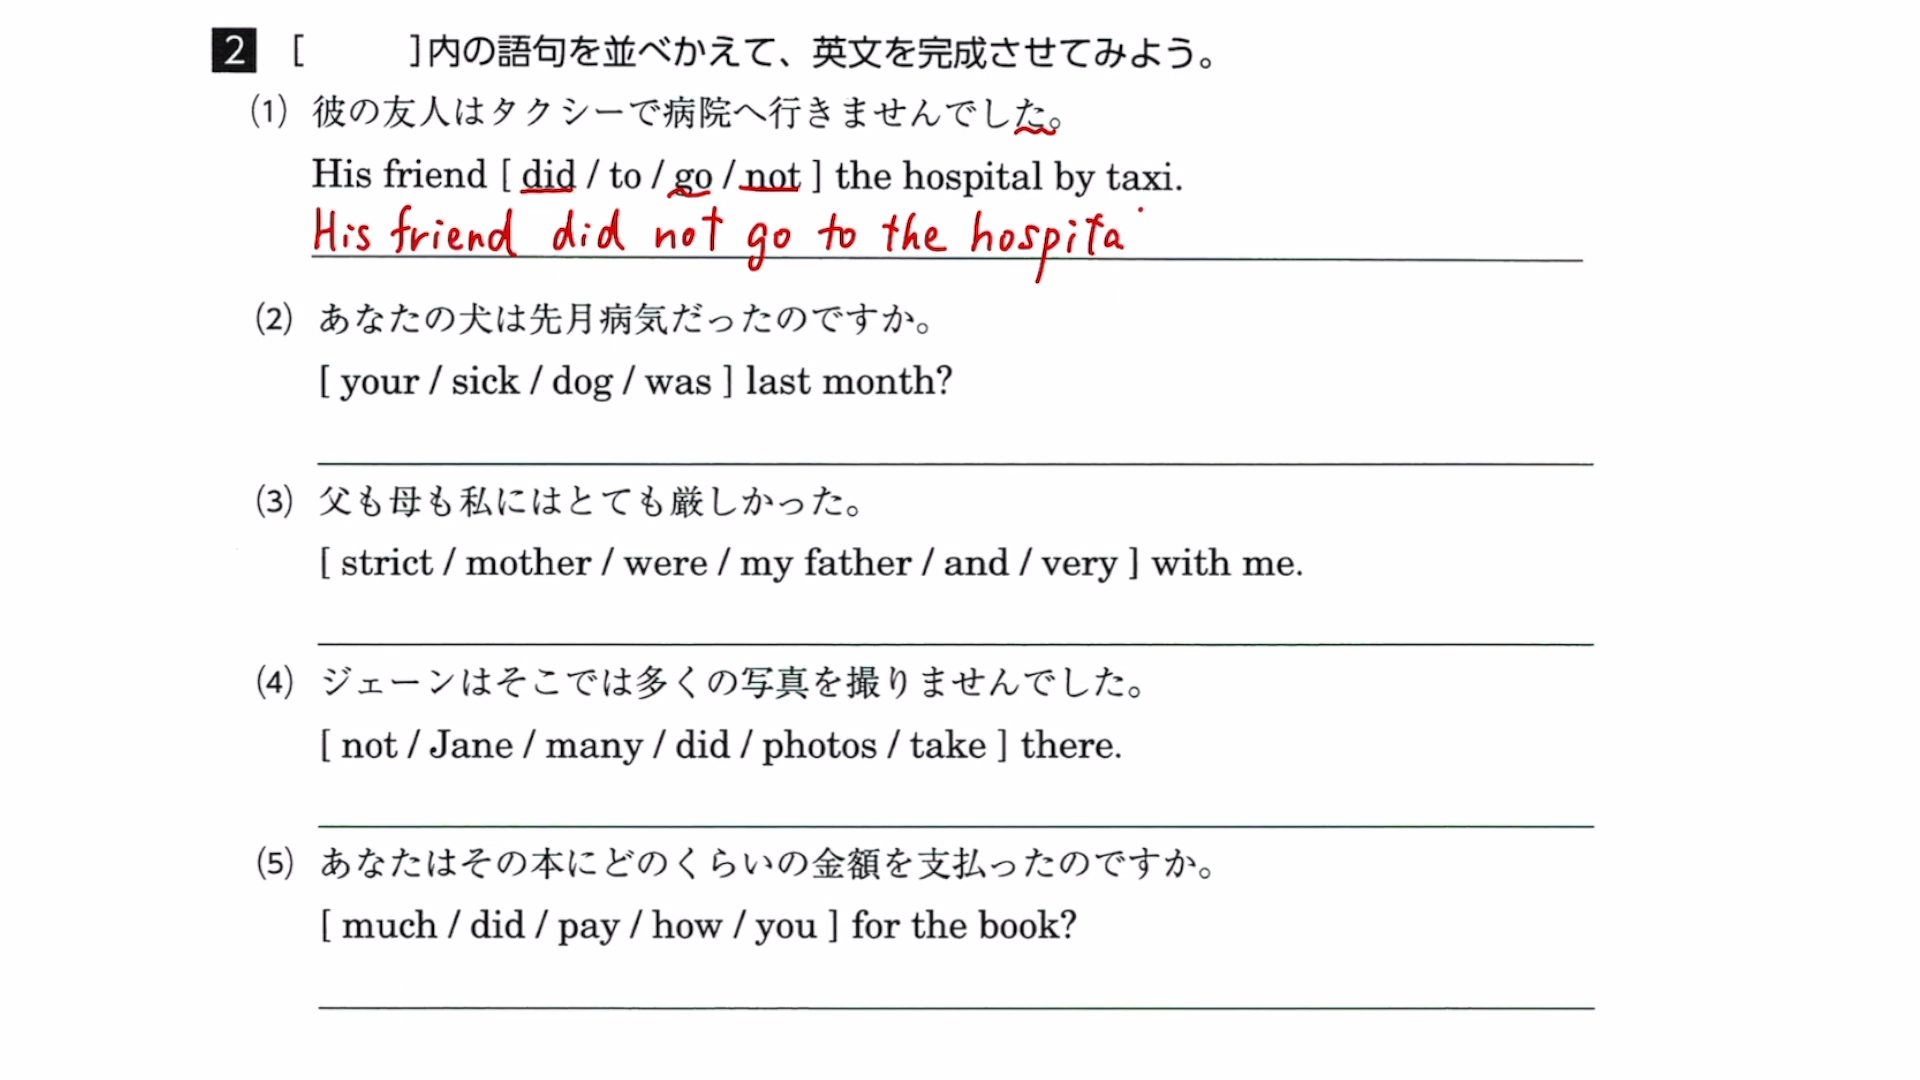 2 [ ]内の語句を並べかえて、英文を完成させてみよう。
(1) 彼の友人はタクシーで病院へ行きませんでした。
His friend [ did / to / go / not ] the hospital by taxi.
His friend did not go to the hospita
(2) あなたの犬は先月病気だったのですか。
[ your / sick / dog / was ] last month?
(3) 父も母も私にはとても厳しかった。
[ strict / mother / were / my father / and / very ] with me.
(4) ジェーンはそこでは多くの写真を撮りませんでした。
[ not / Jane / many / did / photos / take ] there.
(5) あなたはその本にどのくらいの金額を支払ったのですか。
[ much / did / pay / how / you ] for the book?